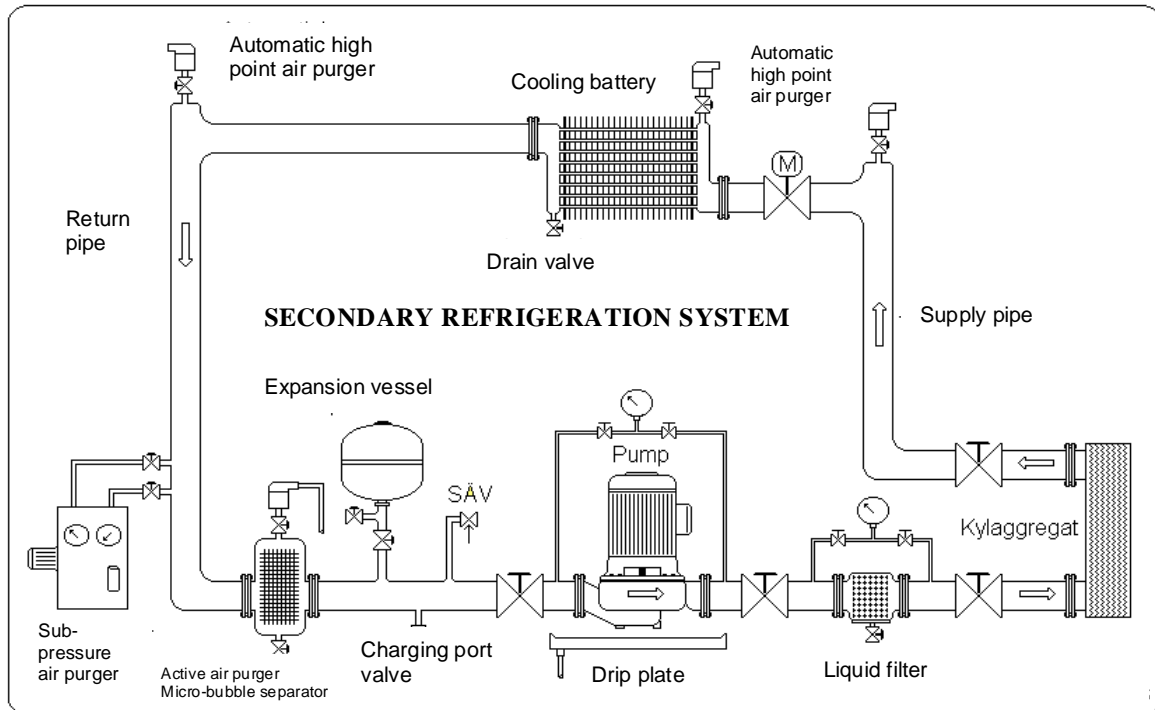 Automatic high
point air purger
Cooling battery
Automatic
high point
air purger
M
Return
pipe
Drain valve
SECONDARY REFRIGERATION SYSTEM
Supply pipe
Expansion vessel
Pump
SÄV
Kylaggregat
Sub-
pressure
air purger
Active air purger
Micro-bubble separator
Charging port
valve
Drip plate
Liquid filter